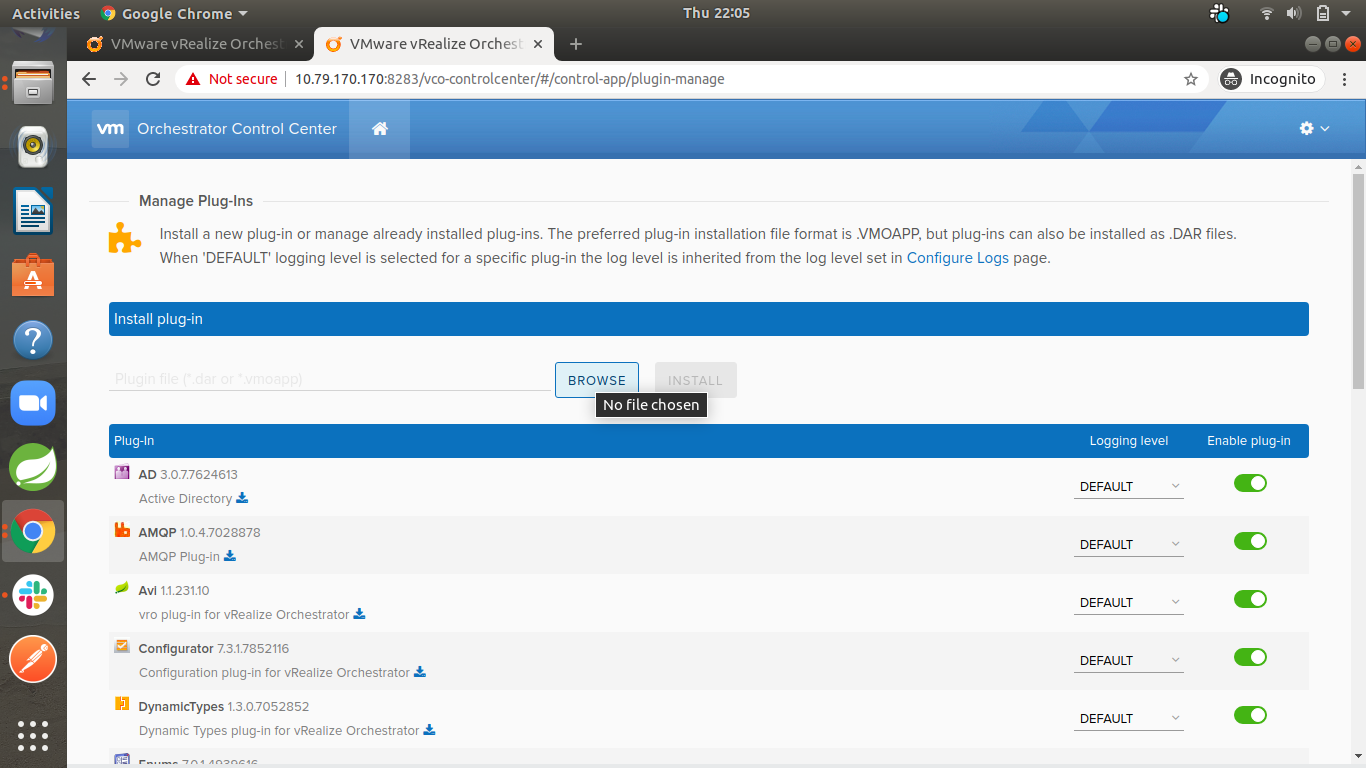 Activities
Google Chrome
Thu 22:05
VMware vRealize Orchest
VMware vRealize Orchest
Not secure
10.79.170.170:8283/vco-controlcenter/#/control-app/plugin-manage
Incognito
vm
Orchestrator Control Center
Manage Plug-Ins
Install a new plug-in or manage already installed plug-ins. The preferred plug-in installation file format is .VMOAPP, but plug-ins can also be installed as .DAR files.
When 'DEFAULT' logging level is selected for a specific plug-in the log level is inherited from the log level set in Configure Logs page.
Install plug-in
Plugin file (*.dar or *.vmoapp)
BROWSE
INSTALL
No file chosen
Plug-In
Logging level
Enable plug-in
AD 3.0.7.7624613
Active Directory
DEFAULT
AMQP 1.0.4.7028878
AMQP Plug-in
DEFAULT
Avi 1.1.231.10
vro plug-in for vRealize Orchestrator
DEFAULT
Configurator 7.3.1.7852116
Configuration plug-in for vRealize Orchestrator
DEFAULT
DynamicTypes 1.3.0.7052852
Dynamic Types plug-in for vRealize Orchestrator
DEFAULT
Enums 7.0.1.4939616